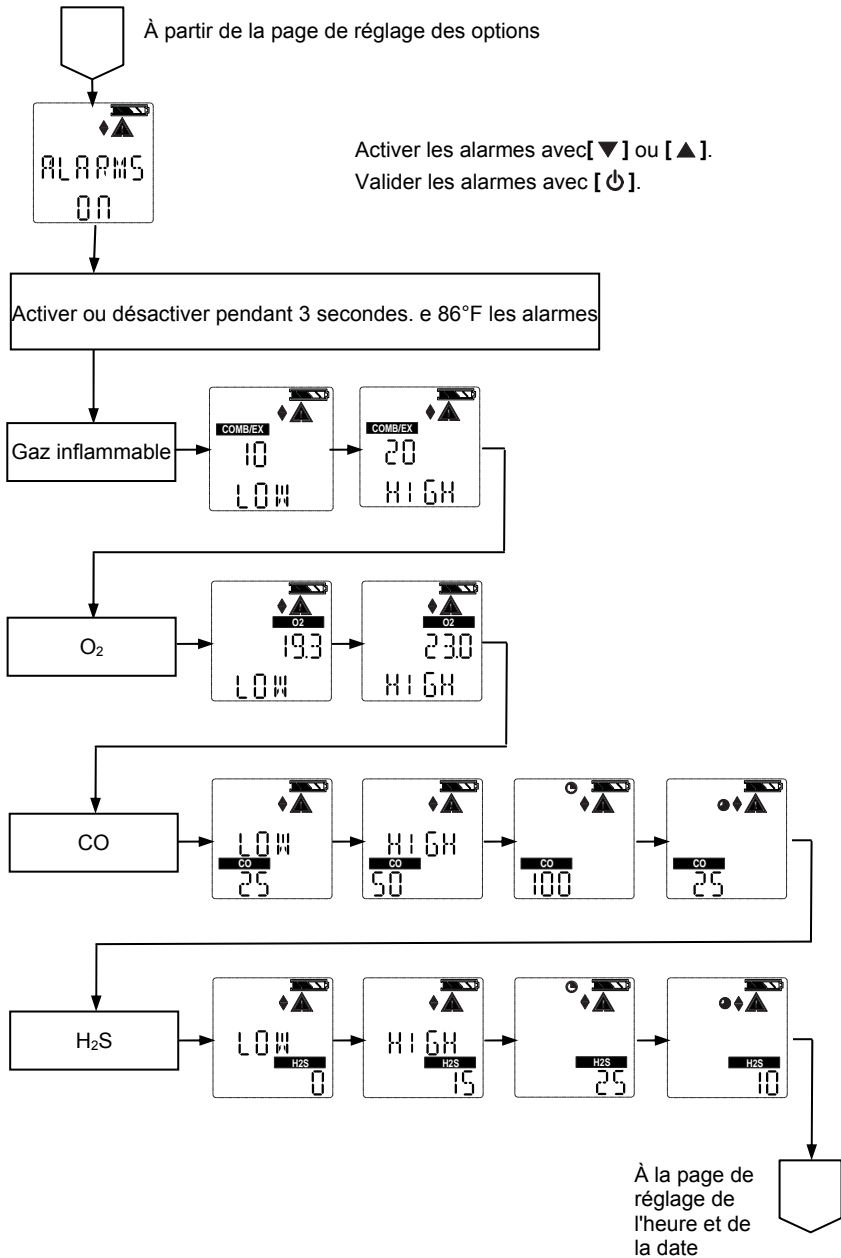 À partir de la page de réglage des options
ALARMS
ON
Activer les alarmes avec[ ▼ ] ou [ ▲ ].
Valider les alarmes avec [ ⏻ ].
Activer ou désactiver pendant 3 secondes. e 86°F les alarmes
Gaz inflammable
COMB/EX
10
LOW
COMB/EX
20
HIGH
O₂
O2
19.3
LOW
O2
23.0
HIGH
CO
LOW
CO
25
HIGH
CO
50
CO
100
CO
25
H₂S
LOW
H2S
0
HIGH
H2S
15
H2S
25
H2S
10
À la page de
réglage de
l'heure et de
la date